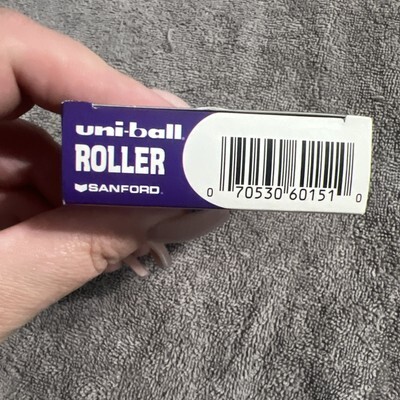 uni-ball
ROLLER
SANFORD
0 70530 60151 0